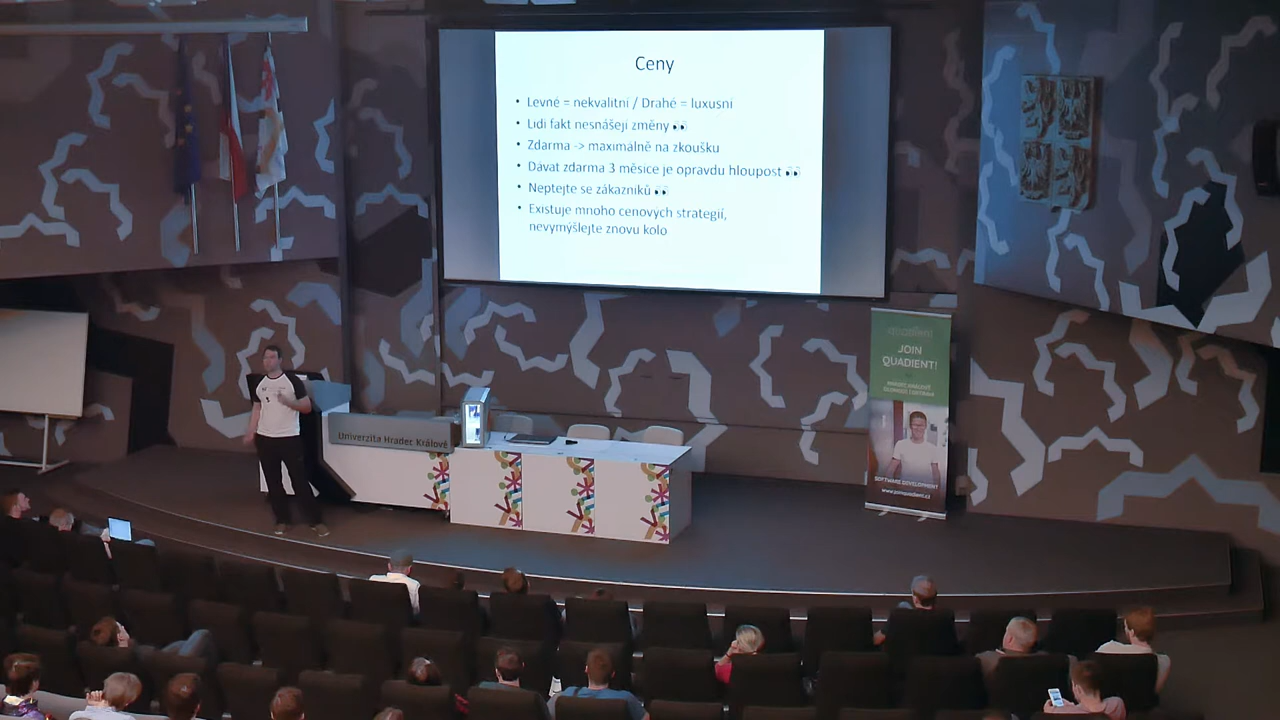 Ceny
• Levné = nekvalitní / Drahé = luxusní
• Lidi fakt nesnášejí změny 👀
• Zdarma -> maximálně na zkoušku
• Dávat zdarma 3 měsíce je opravdu hloupost 👀
• Neptejte se zákazníků 👀
• Existuje mnoho cenových strategií,
nevymýšlejte znovu kolo
quadient
JOIN
QUADIENT!
Univerzita Hradec Králové
SOFTWARE DEVELOPMENT